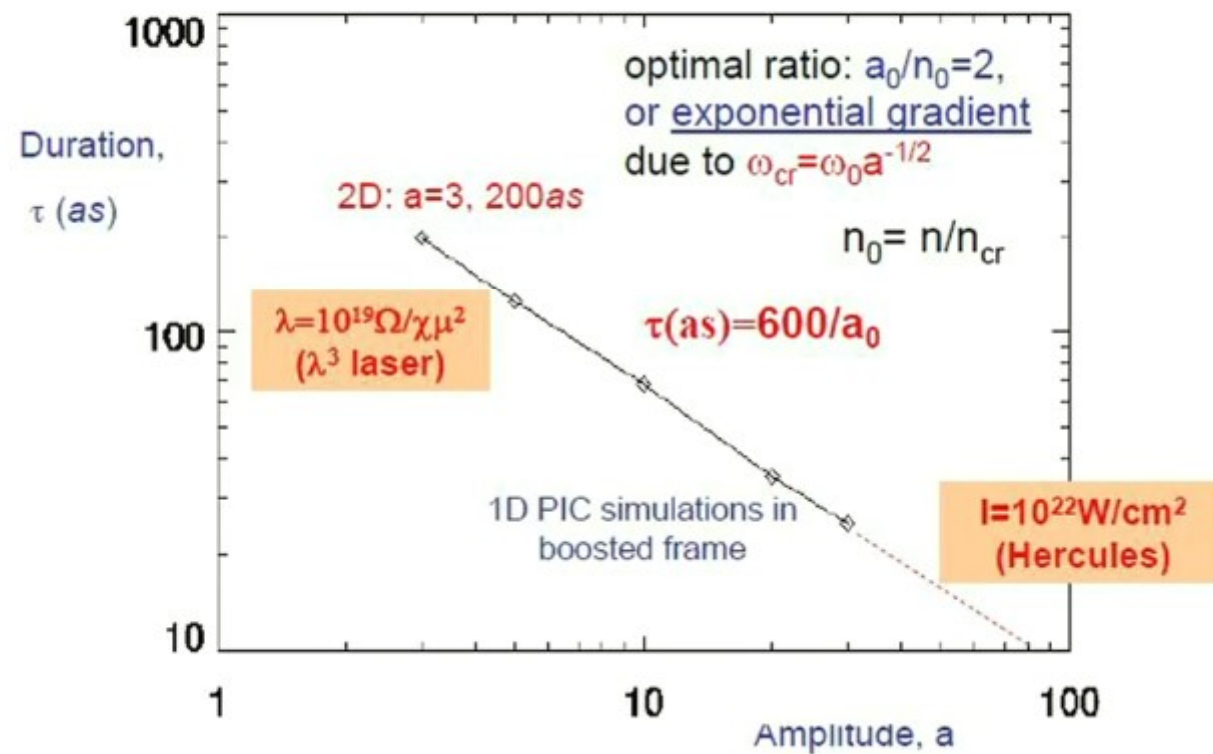 1000
optimal ratio: a₀/n₀=2,
or exponential gradient
due to ω_cr=ω₀a^-1/2
Duration,
τ (as)
2D: a=3, 200as
n₀= n/n_cr
λ=10¹⁹Ω/χμ²
(λ³ laser)
100
τ(as)=600/a₀
1D PIC simulations in
boosted frame
I=10²²W/cm²
(Hercules)
10
1 10 100
Amplitude, a